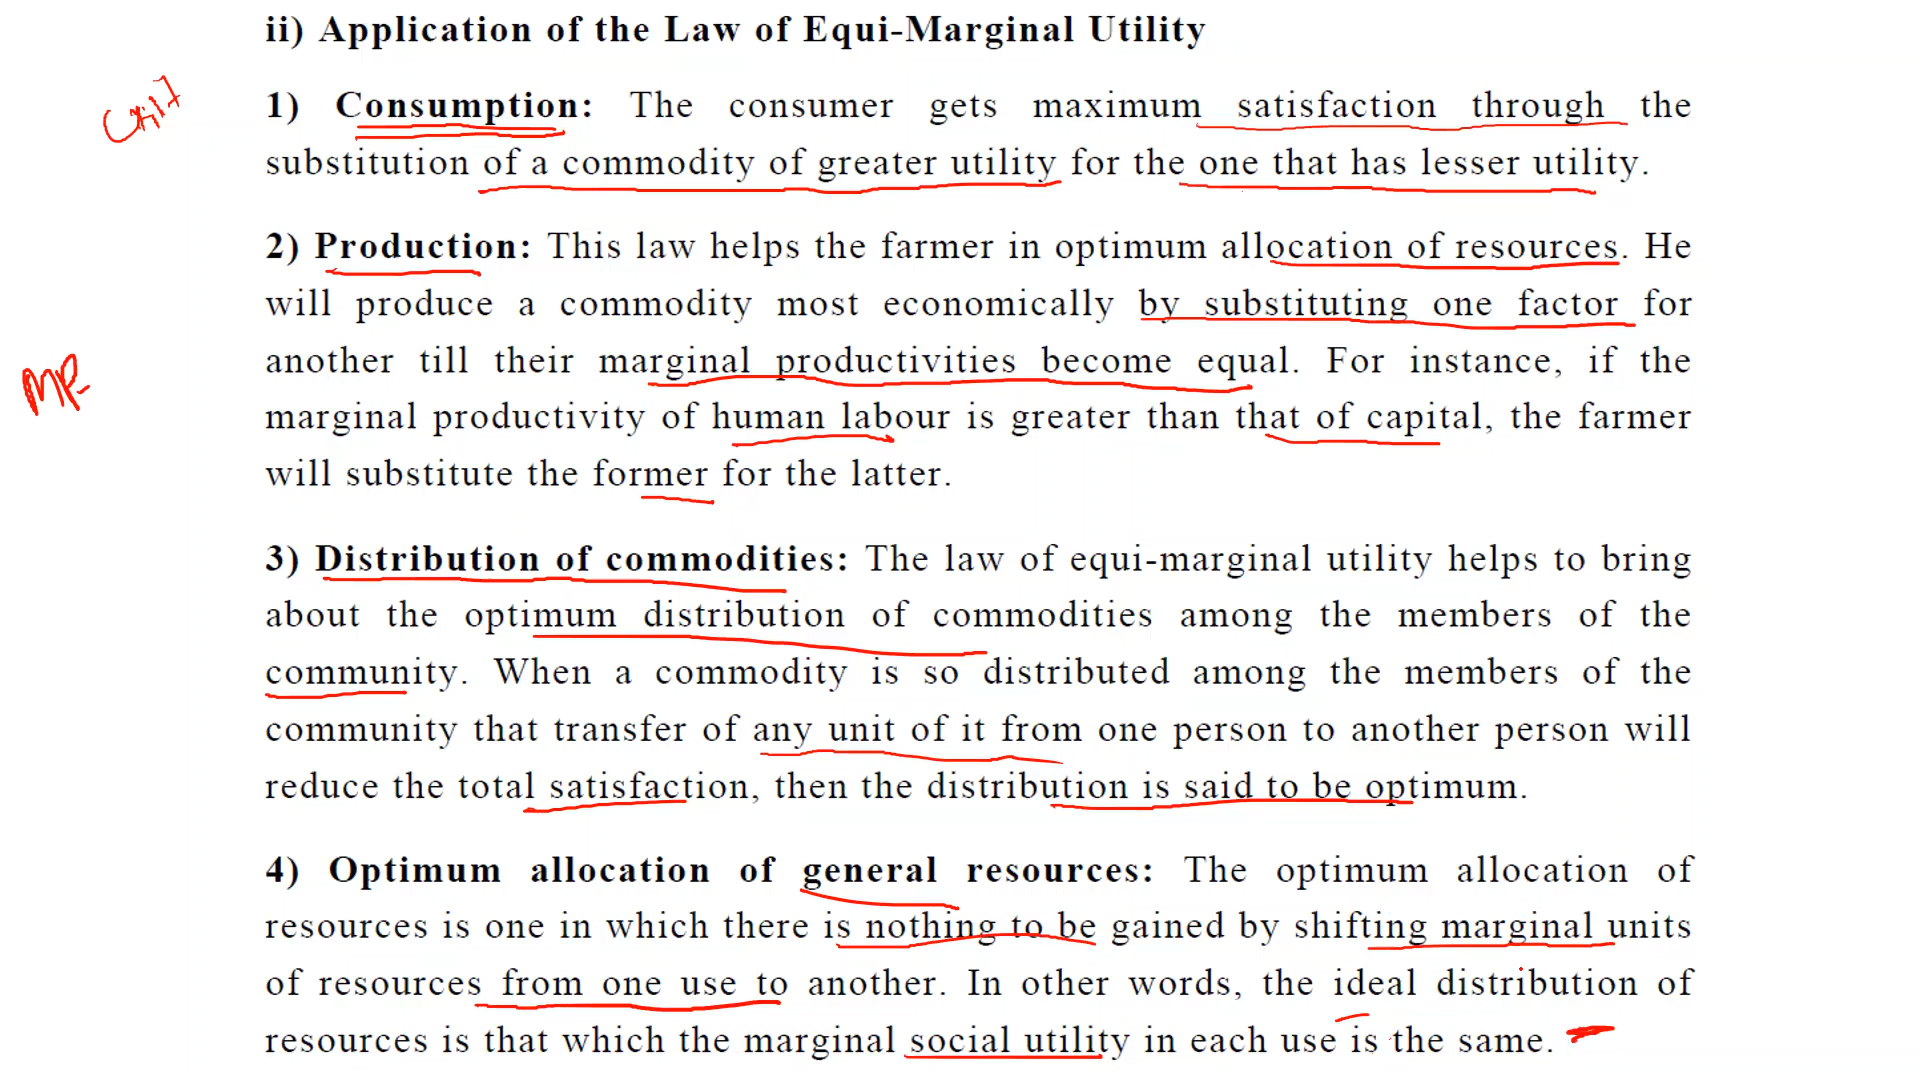 ii) Application of the Law of Equi-Marginal Utility
1) Consumption: The consumer gets maximum satisfaction through the
substitution of a commodity of greater utility for the one that has lesser utility.
2) Production: This law helps the farmer in optimum allocation of resources. He
will produce a commodity most economically by substituting one factor for
another till their marginal productivities become equal. For instance, if the
marginal productivity of human labour is greater than that of capital, the farmer
will substitute the former for the latter.
3) Distribution of commodities: The law of equi-marginal utility helps to bring
about the optimum distribution of commodities among the members of the
community. When a commodity is so distributed among the members of the
community that transfer of any unit of it from one person to another person will
reduce the total satisfaction, then the distribution is said to be optimum.
4) Optimum allocation of general resources: The optimum allocation of
resources is one in which there is nothing to be gained by shifting marginal units
of resources from one use to another. In other words, the ideal distribution of
resources is that which the marginal social utility in each use is the same.